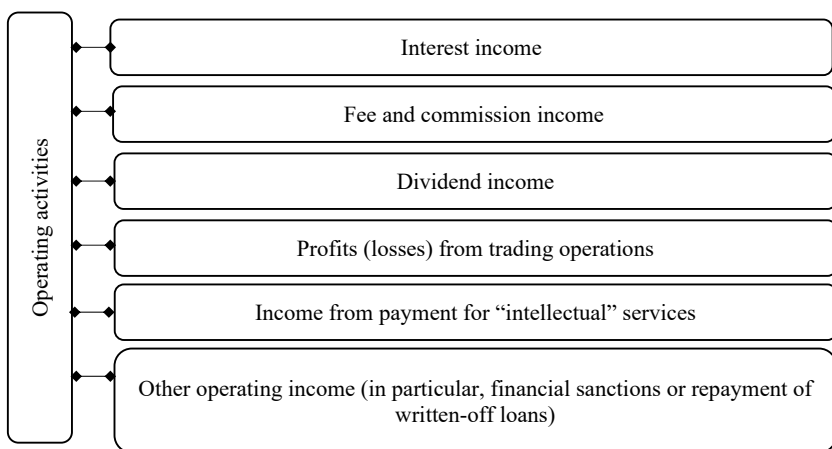 Operating activities
Interest income
Fee and commission income
Dividend income
Profits (losses) from trading operations
Income from payment for “intellectual” services
Other operating income (in particular, financial sanctions or repayment of
written-off loans)